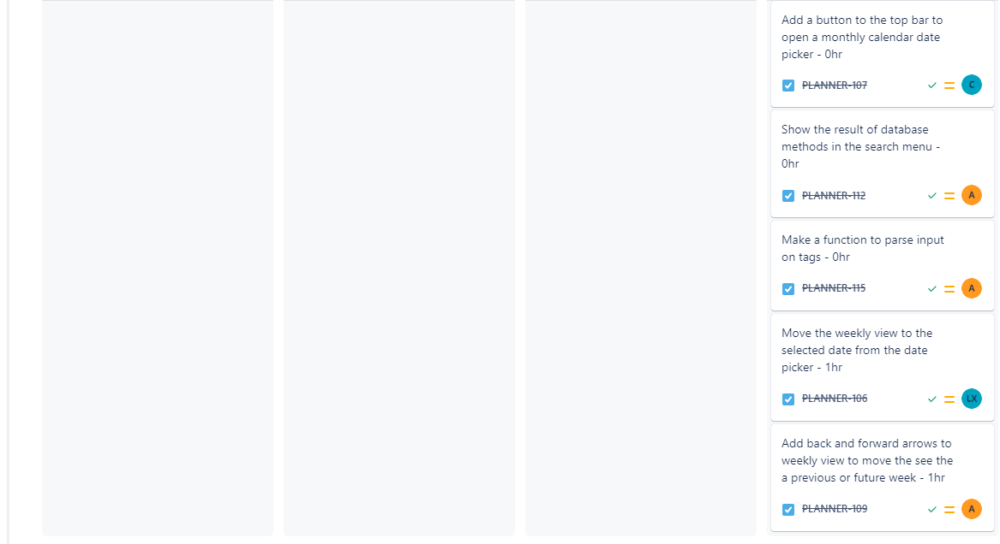 Add a button to the top bar to
open a monthly calendar date
picker - 0hr
PLANNER-107 C
Show the result of database
methods in the search menu -
0hr
PLANNER-112 A
Make a function to parse input
on tags - 0hr
PLANNER-115 A
Move the weekly view to the
selected date from the date
picker - 1hr
PLANNER-106 LX
Add back and forward arrows to
weekly view to move the see the
a previous or future week - 1hr
PLANNER-109 A